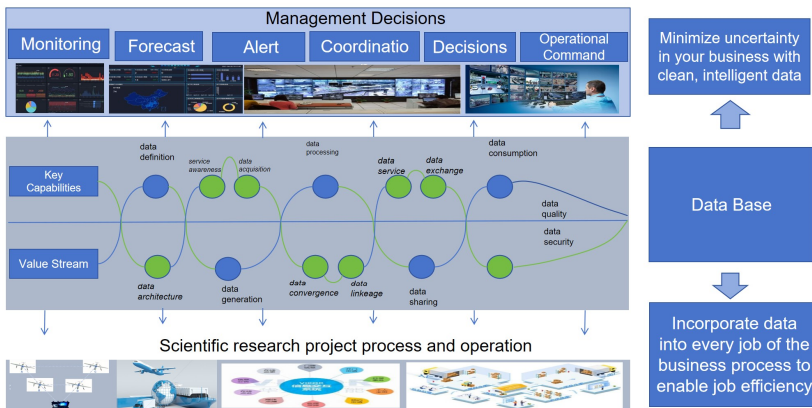 Management Decisions
Monitoring
Forecast
Alert
Coordinatio
Decisions
Operational
Command
Minimize uncertainty
in your business with
clean, intelligent data
data
definition
service
awareness
data
acquisition
data
processing
data
service
data
exchange
data
consumption
Key
Capabilities
data
quality
data
security
Data Base
Value Stream
data
architecture
data
generation
data
convergence
data
linkeage
data
sharing
Scientific research project process and operation
Incorporate data
into every job of the
business process to
enable job efficiency